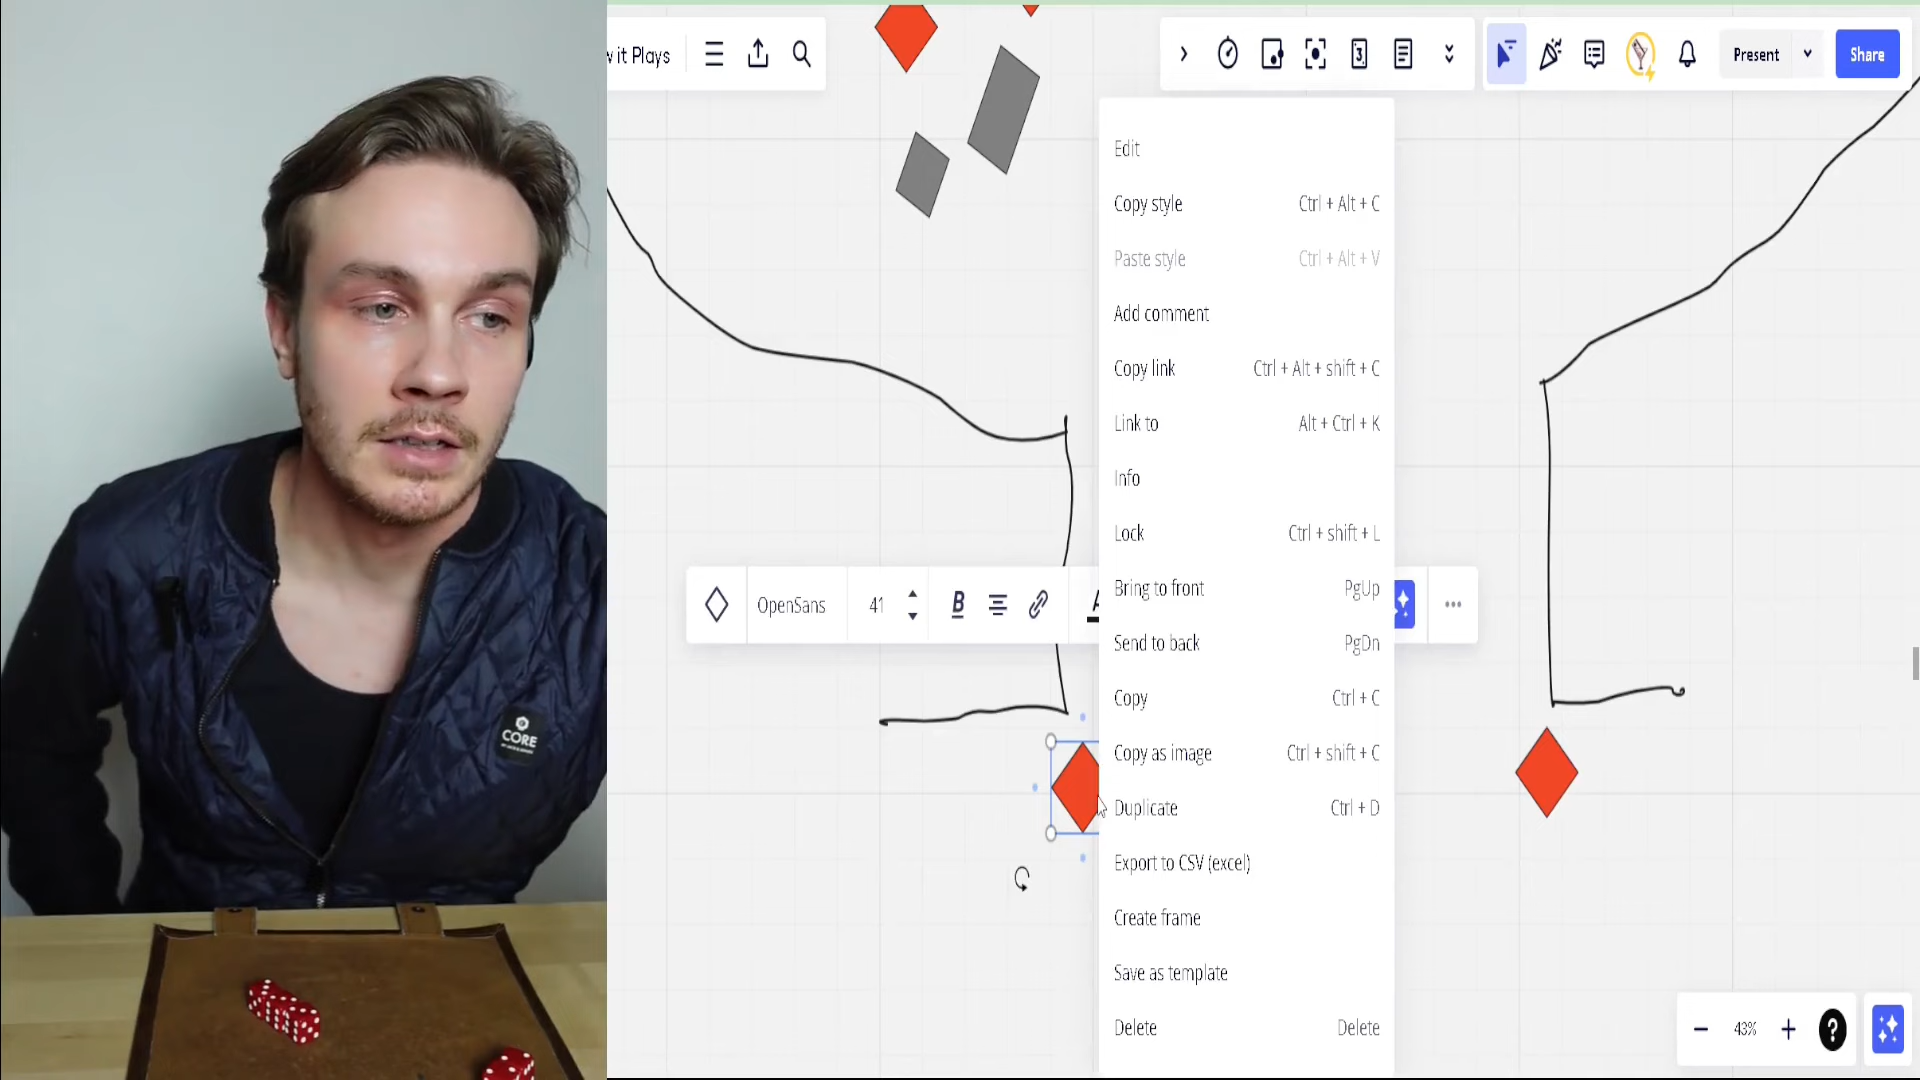 v it Plays
3
Present
Share
Edit
Copy style Ctrl + Alt + C
Paste style Ctrl + Alt + V
Add comment
Copy link Ctrl + Alt + shift + C
Link to Alt + Ctrl + K
Info
Lock Ctrl + shift + L
Bring to front PgUp
OpenSans 41 B A
Send to back PgDn
Copy Ctrl + C
Copy as image Ctrl + shift + C
Duplicate Ctrl + D
Export to CSV (excel)
Create frame
Save as template
Delete Delete
43%
?
CORE